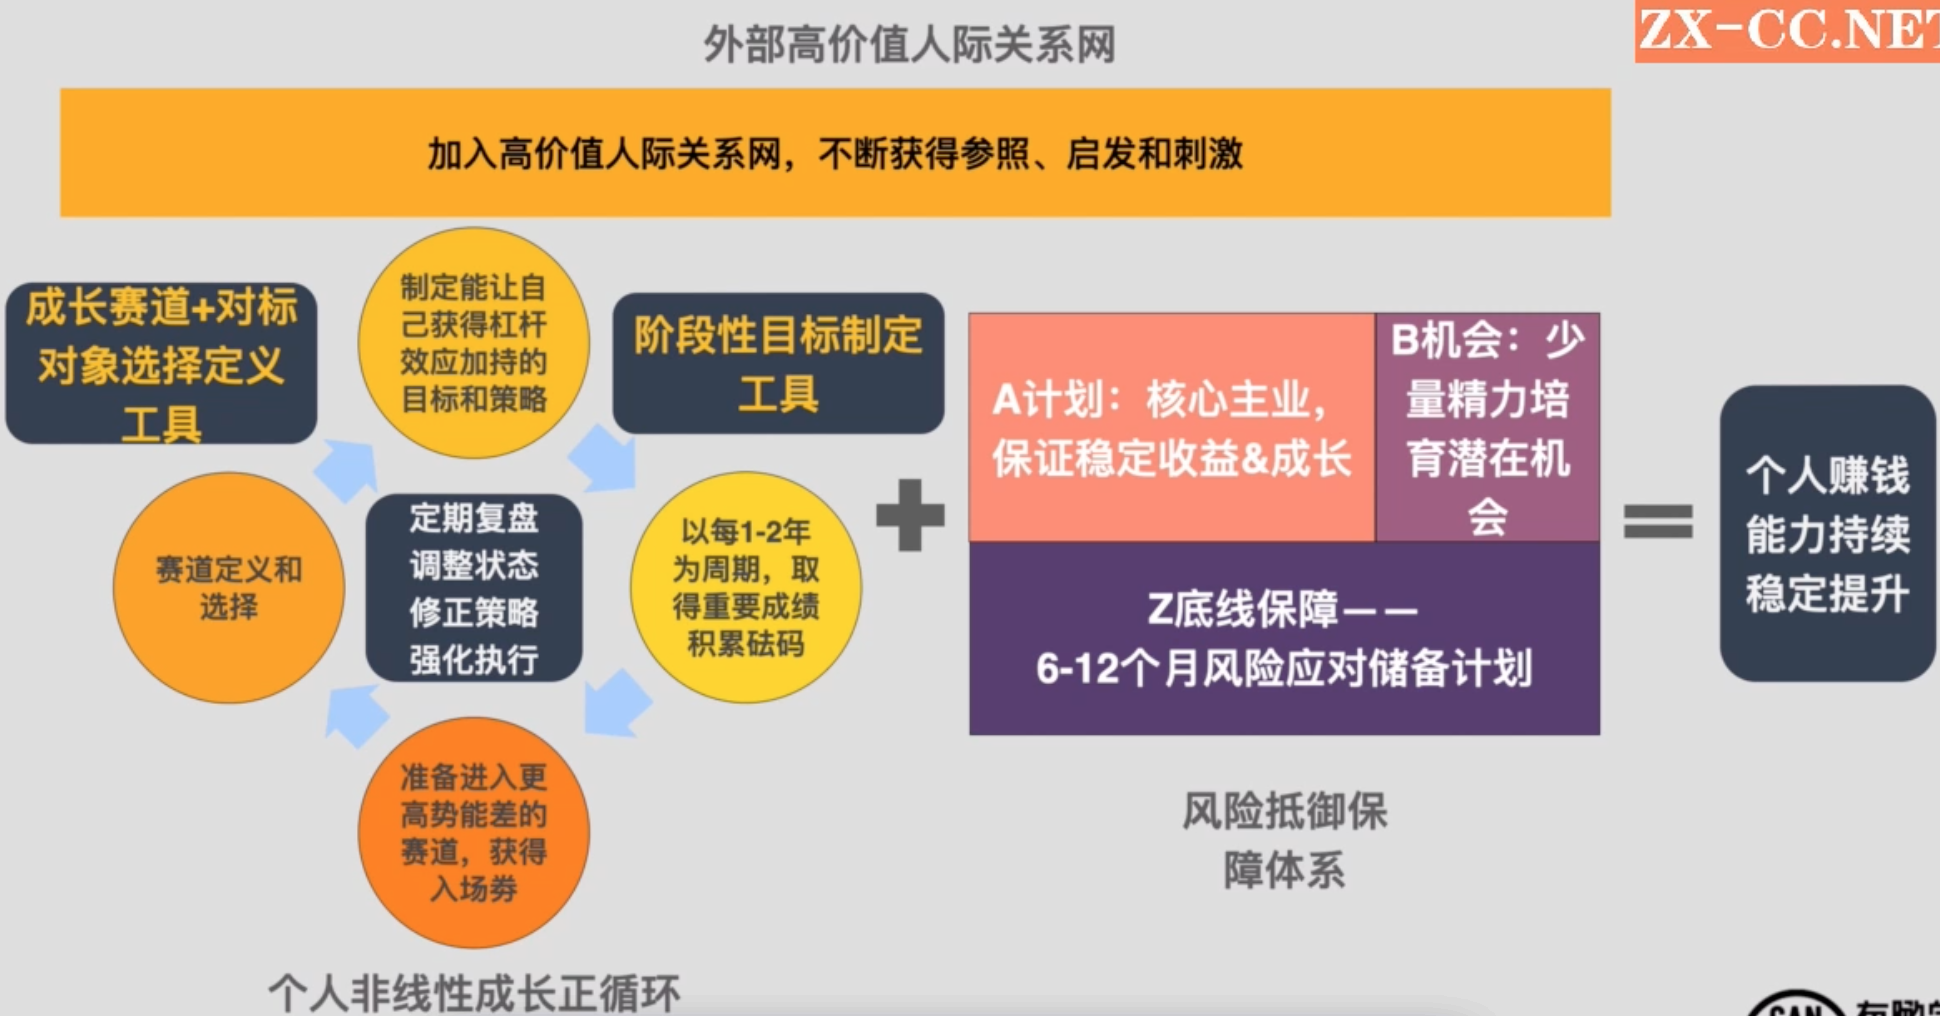 外部高价值人际关系网
ZX-CC.NET
加入高价值人际关系网，不断获得参照、启发和刺激
成长赛道+对标
对象选择定义
工具
制定能让自
己获得杠杆
效应加持的
目标和策略
阶段性目标制定
工具
赛道定义和
选择
定期复盘
调整状态
修正策略
强化执行
以每1-2年
为周期，取
得重要成绩
积累砝码
准备进入更
高势能差的
赛道，获得
入场券
个人非线性成长正循环
+
A计划：核心主业，
保证稳定收益&成长
B机会：少
量精力培
育潜在机
会
Z底线保障——
6-12个月风险应对储备计划
风险抵御保
障体系
=
个人赚钱
能力持续
稳定提升